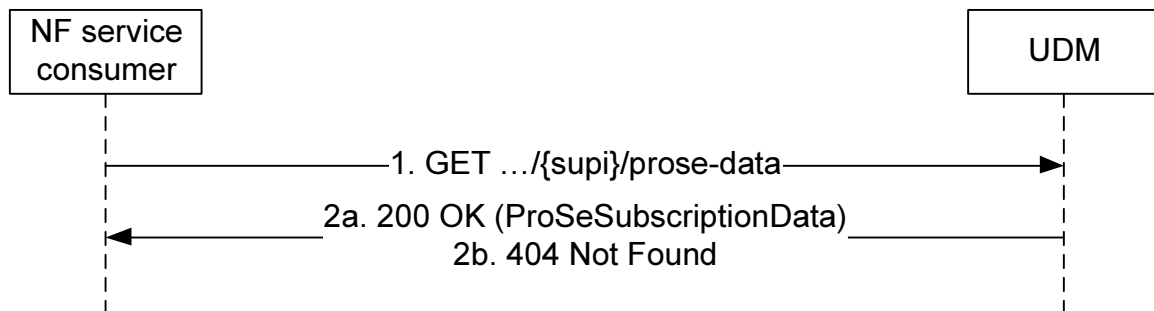 NF service
consumer
UDM
1. GET …/{supi}/prose-data
2a. 200 OK (ProSeSubscriptionData)
2b. 404 Not Found